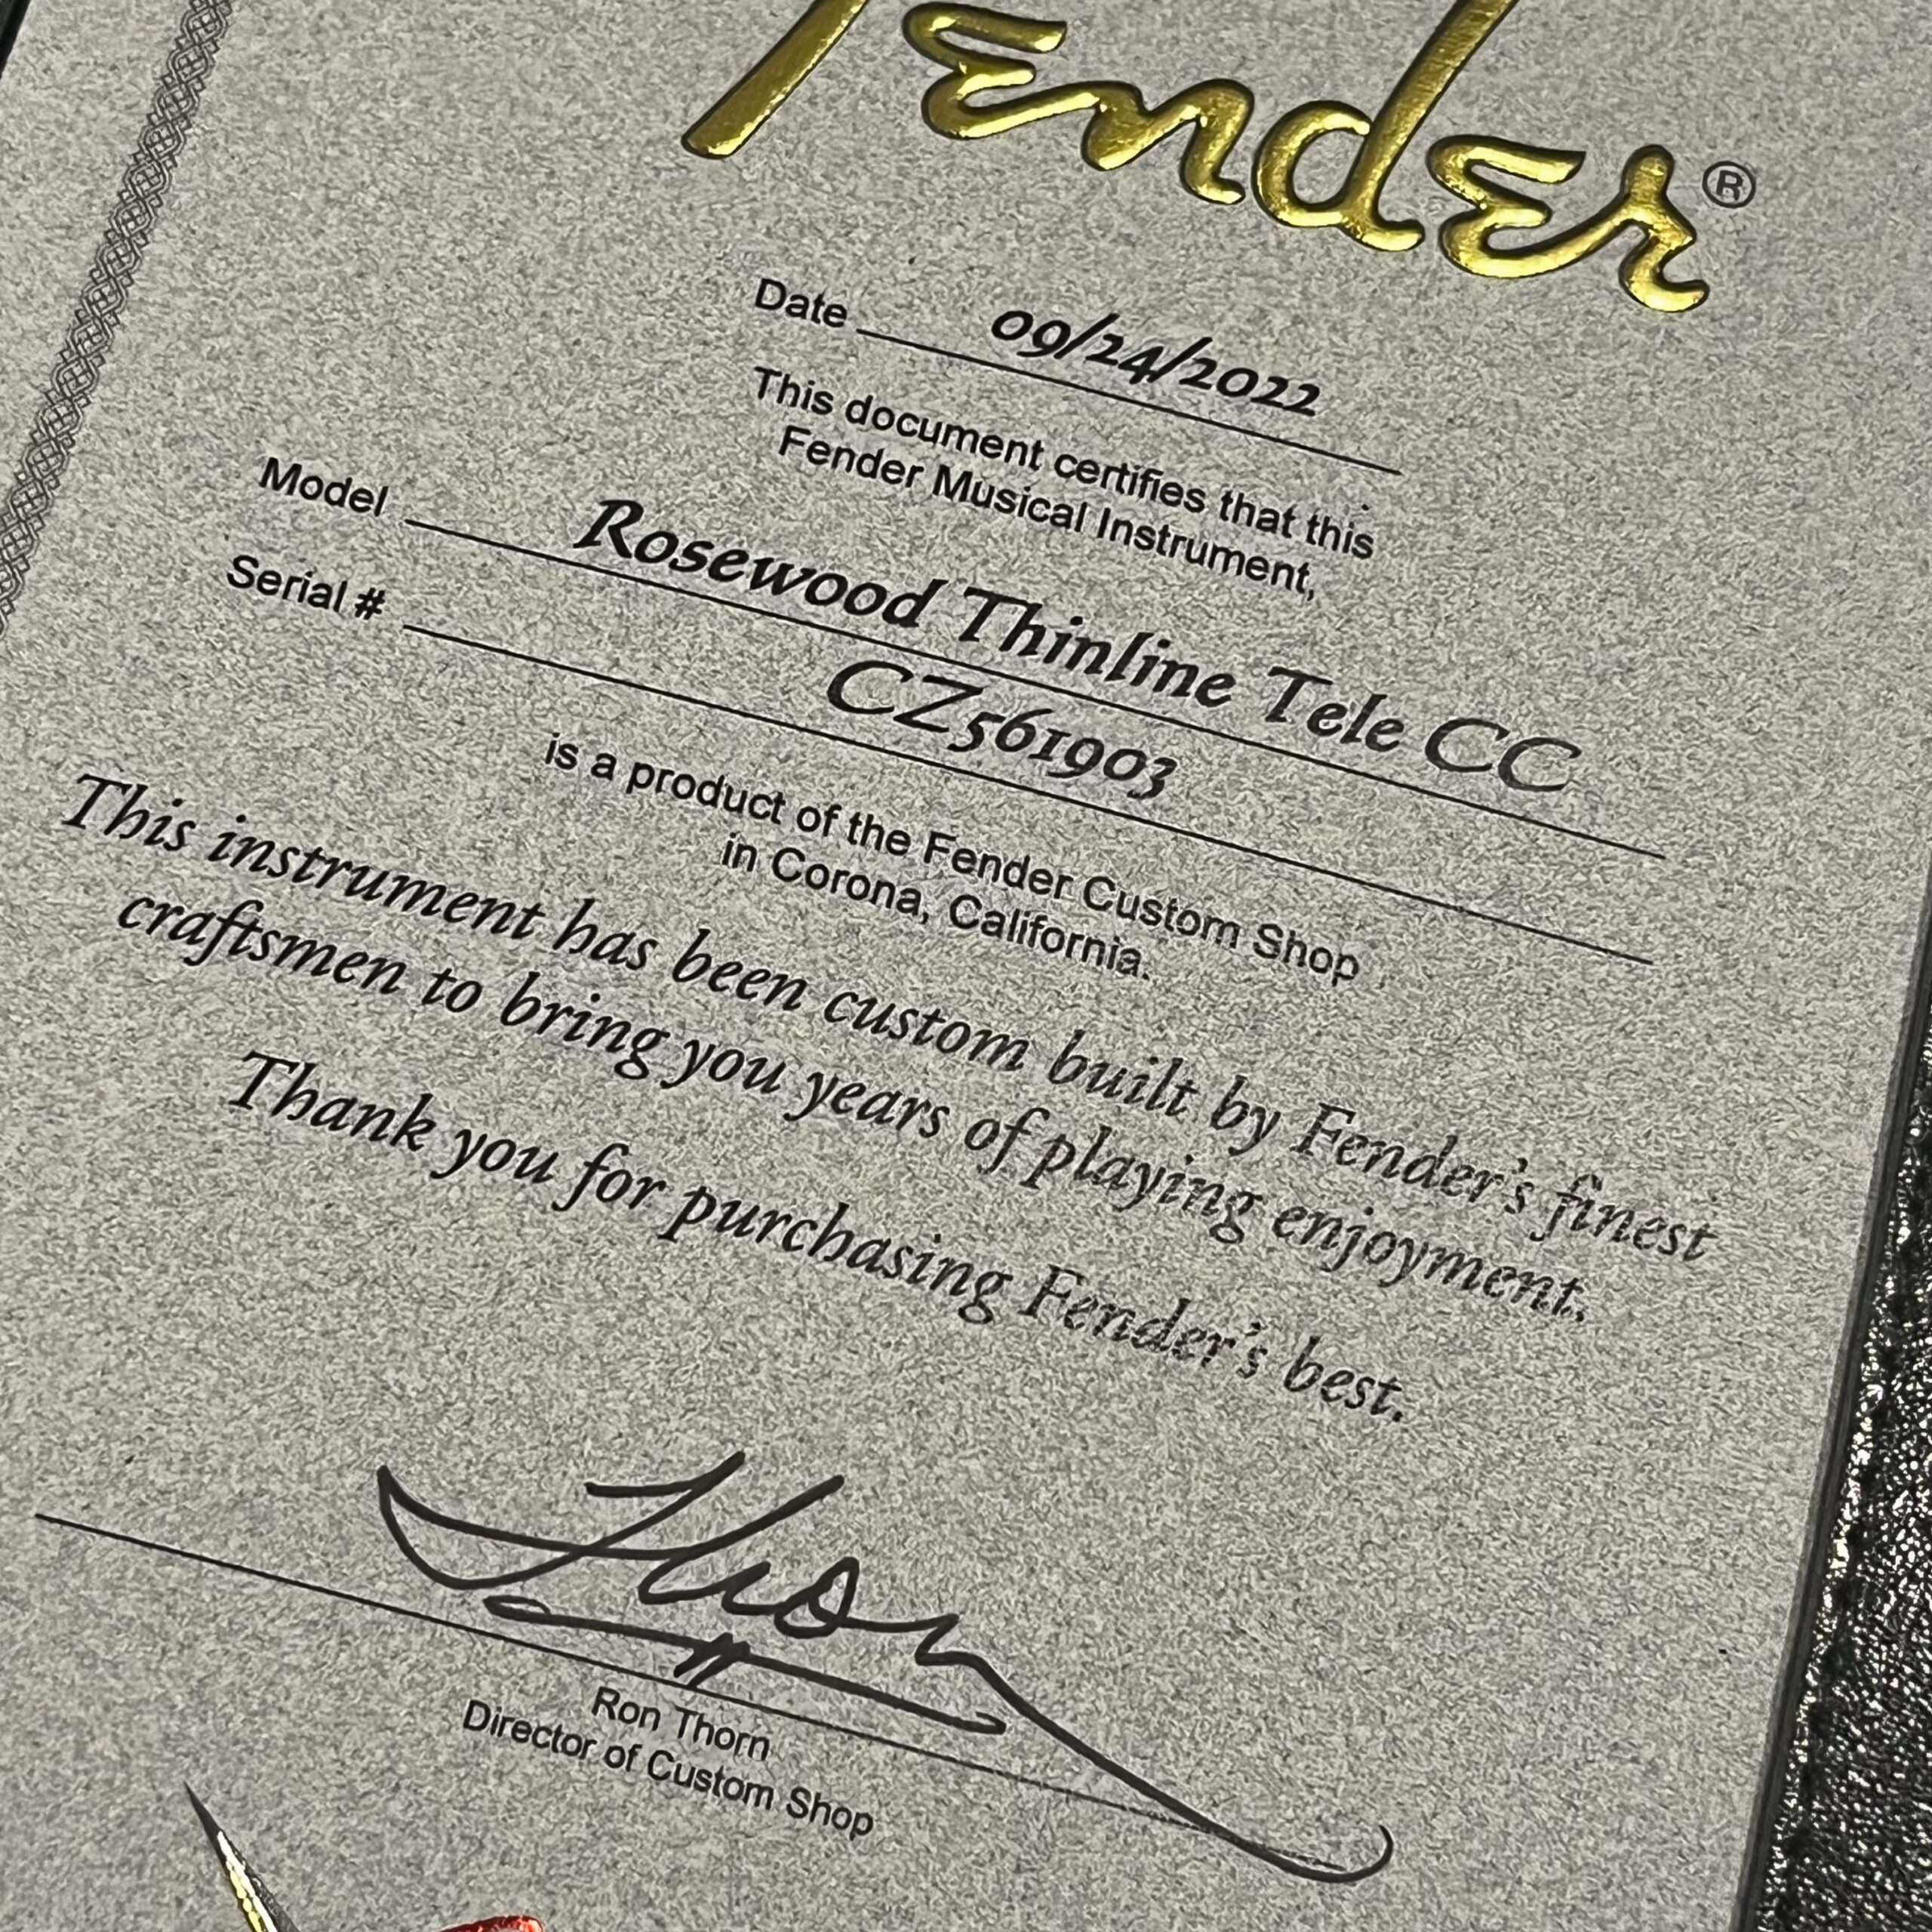 Fender®
Date 09/24/2022
This document certifies that this
Fender Musical Instrument,
Model Rosewood Thinline Tele CC
Serial # CZ561903
is a product of the Fender Custom Shop
in Corona, California.
This instrument has been custom built by Fender's finest
craftsmen to bring you years of playing enjoyment.
Thank you for purchasing Fender's best.
Thorn
Ron Thorn
Director of Custom Shop